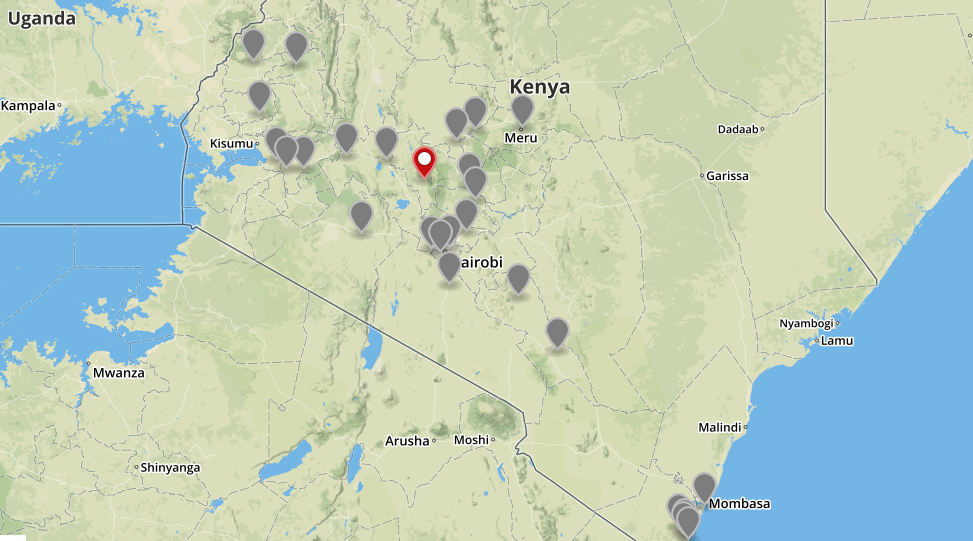 Uganda
Kenya
Kampala
Dadaab
Meru
Kisumu
Garissa
airobi
Nyambogi
Lamu
Mwanza
Malindi
Arusha
Moshi
Shinyanga
Mombasa